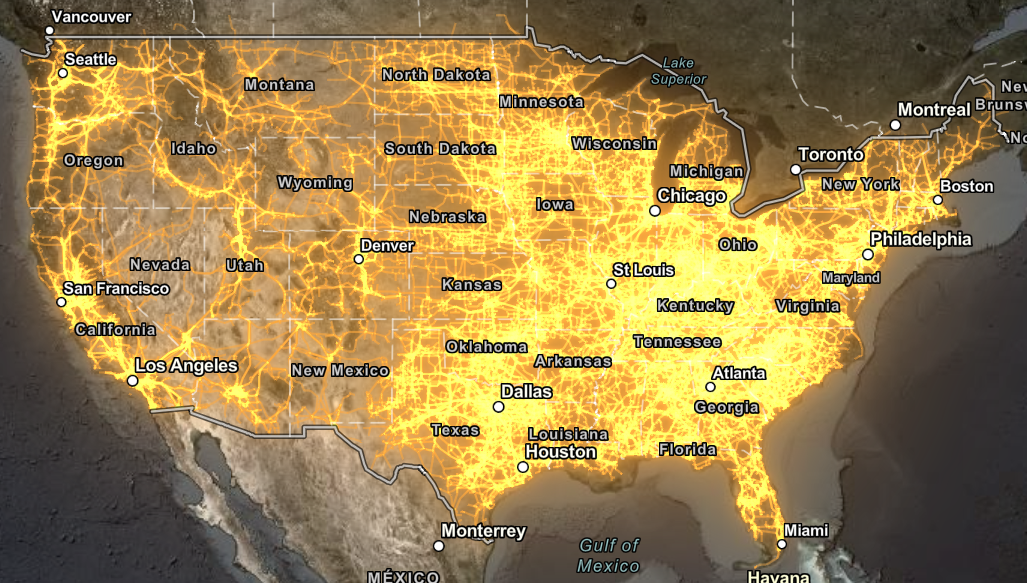 Vancouver
Seattle
Montana
North Dakota
Lake
Superior
Minnesota
Montreal
New
Brunsw
No
Oregon
Idaho
South Dakota
Wisconsin
Michigan
Toronto
Wyoming
New York
Boston
Nebraska
Iowa
Chicago
Denver
Ohio
Philadelphia
Nevada
Utah
Kansas
St Louis
Maryland
San Francisco
Kentucky
Virginia
California
Oklahoma
Arkansas
Tennessee
Los Angeles
New Mexico
Atlanta
Dallas
Georgia
Texas
Louisiana
Houston
Florida
Monterrey
Miami
Gulf of
Mexico
MÉXICO
Havana